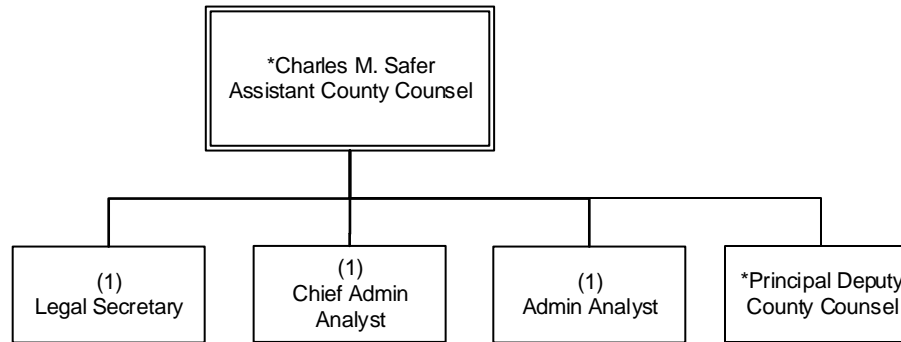 *Charles M. Safer
Assistant County Counsel
(1)
Legal Secretary
(1)
Chief Admin
Analyst
(1)
Admin Analyst
*Principal Deputy
County Counsel